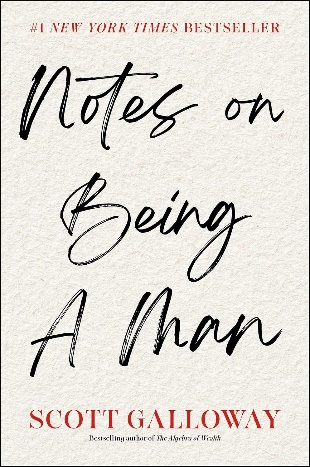 #1 NEW YORK TIMES BESTSELLER
Notes on
Being
A Man
SCOTT GALLOWAY
Bestselling author of The Algebra of Wealth